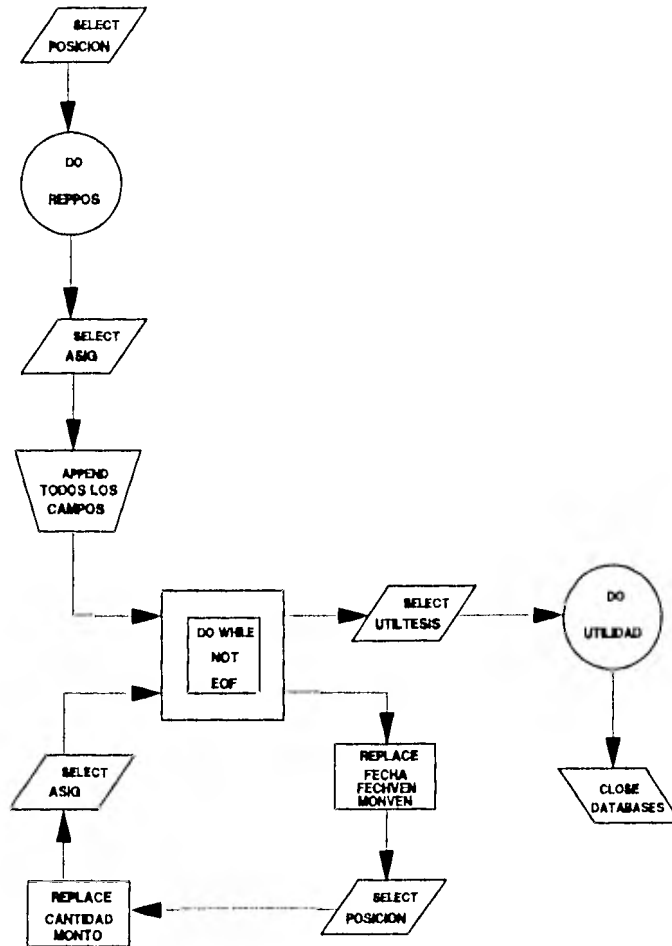 SELECT
POSICION
DO
REPPOS
SELECT
ASIG
APPEND
TODOS LOS
CAMPOS
DO WHILE
NOT
EOF
SELECT
UTILTESIS
DO
UTILIDAD
CLOSE
DATABASES
REPLACE
FECHA
FECHVEN
MONVEN
SELECT
POSICION
REPLACE
CANTIDAD
MONTO
SELECT
ASIG